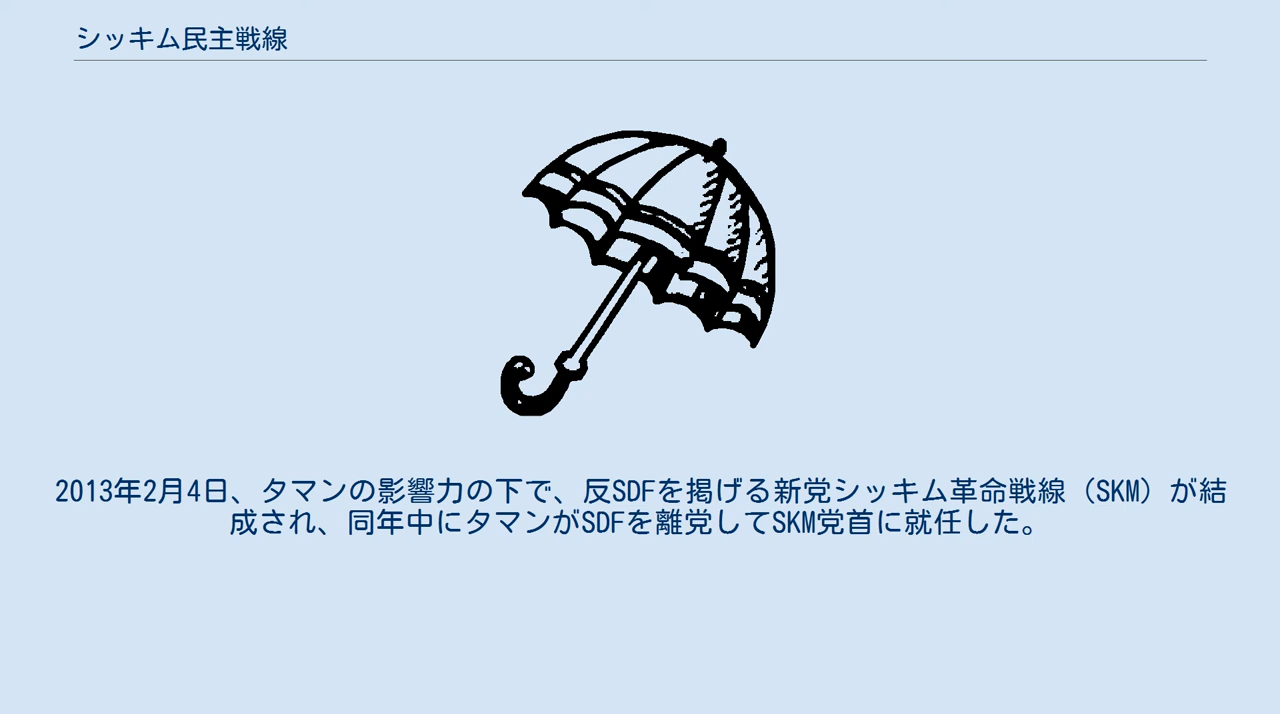 シッキム民主戦線
2013年2月4日、タマンの影響力の下で、反SDFを掲げる新党シッキム革命戦線（SKM）が結
成され、同年中にタマンがSDFを離党してSKM党首に就任した。